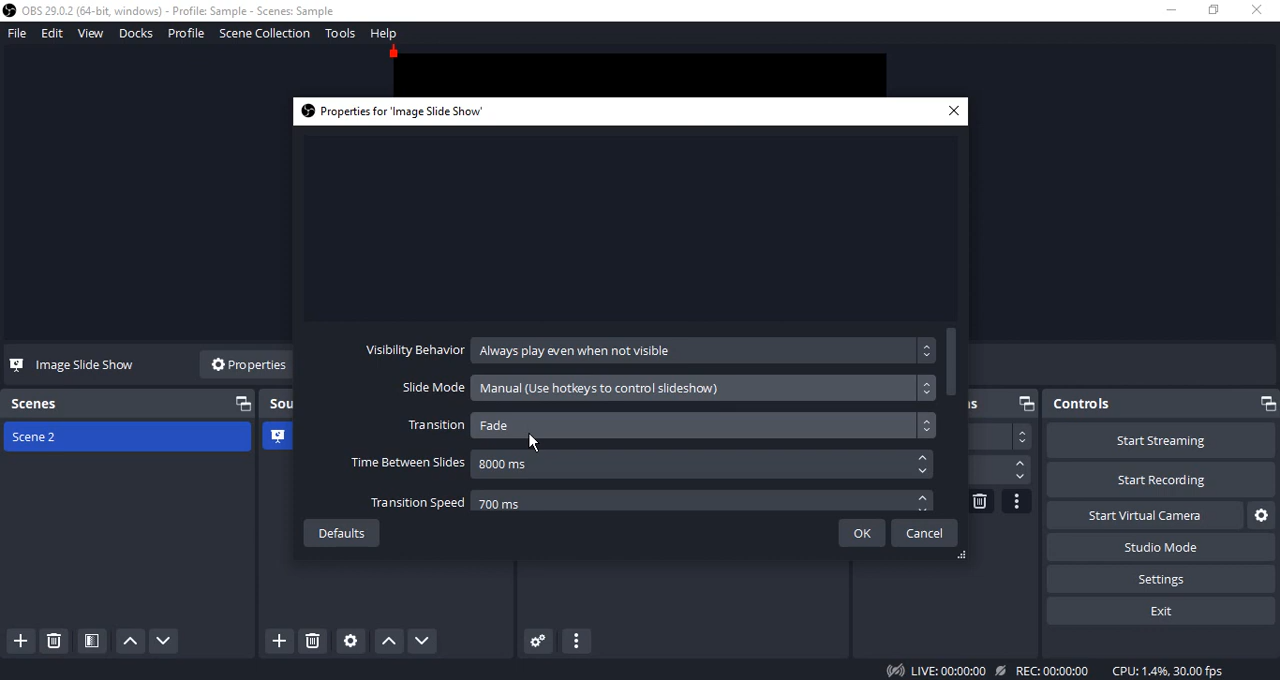 OBS 29.0.2 (64-bit, windows) - Profile: Sample - Scenes: Sample
File Edit View Docks Profile Scene Collection Tools Help
Properties for 'Image Slide Show'
Visibility Behavior Always play even when not visible
Slide Mode Manual (Use hotkeys to control slideshow)
Transition Fade
Time Between Slides 8000 ms
Transition Speed 700 ms
Defaults OK Cancel
Image Slide Show Properties
Scenes
Scene 2
Sou
ns
Controls
Start Streaming
Start Recording
Start Virtual Camera
Studio Mode
Settings
Exit
LIVE: 00:00:00 REC: 00:00:00 CPU: 1.4%, 30.00 fps